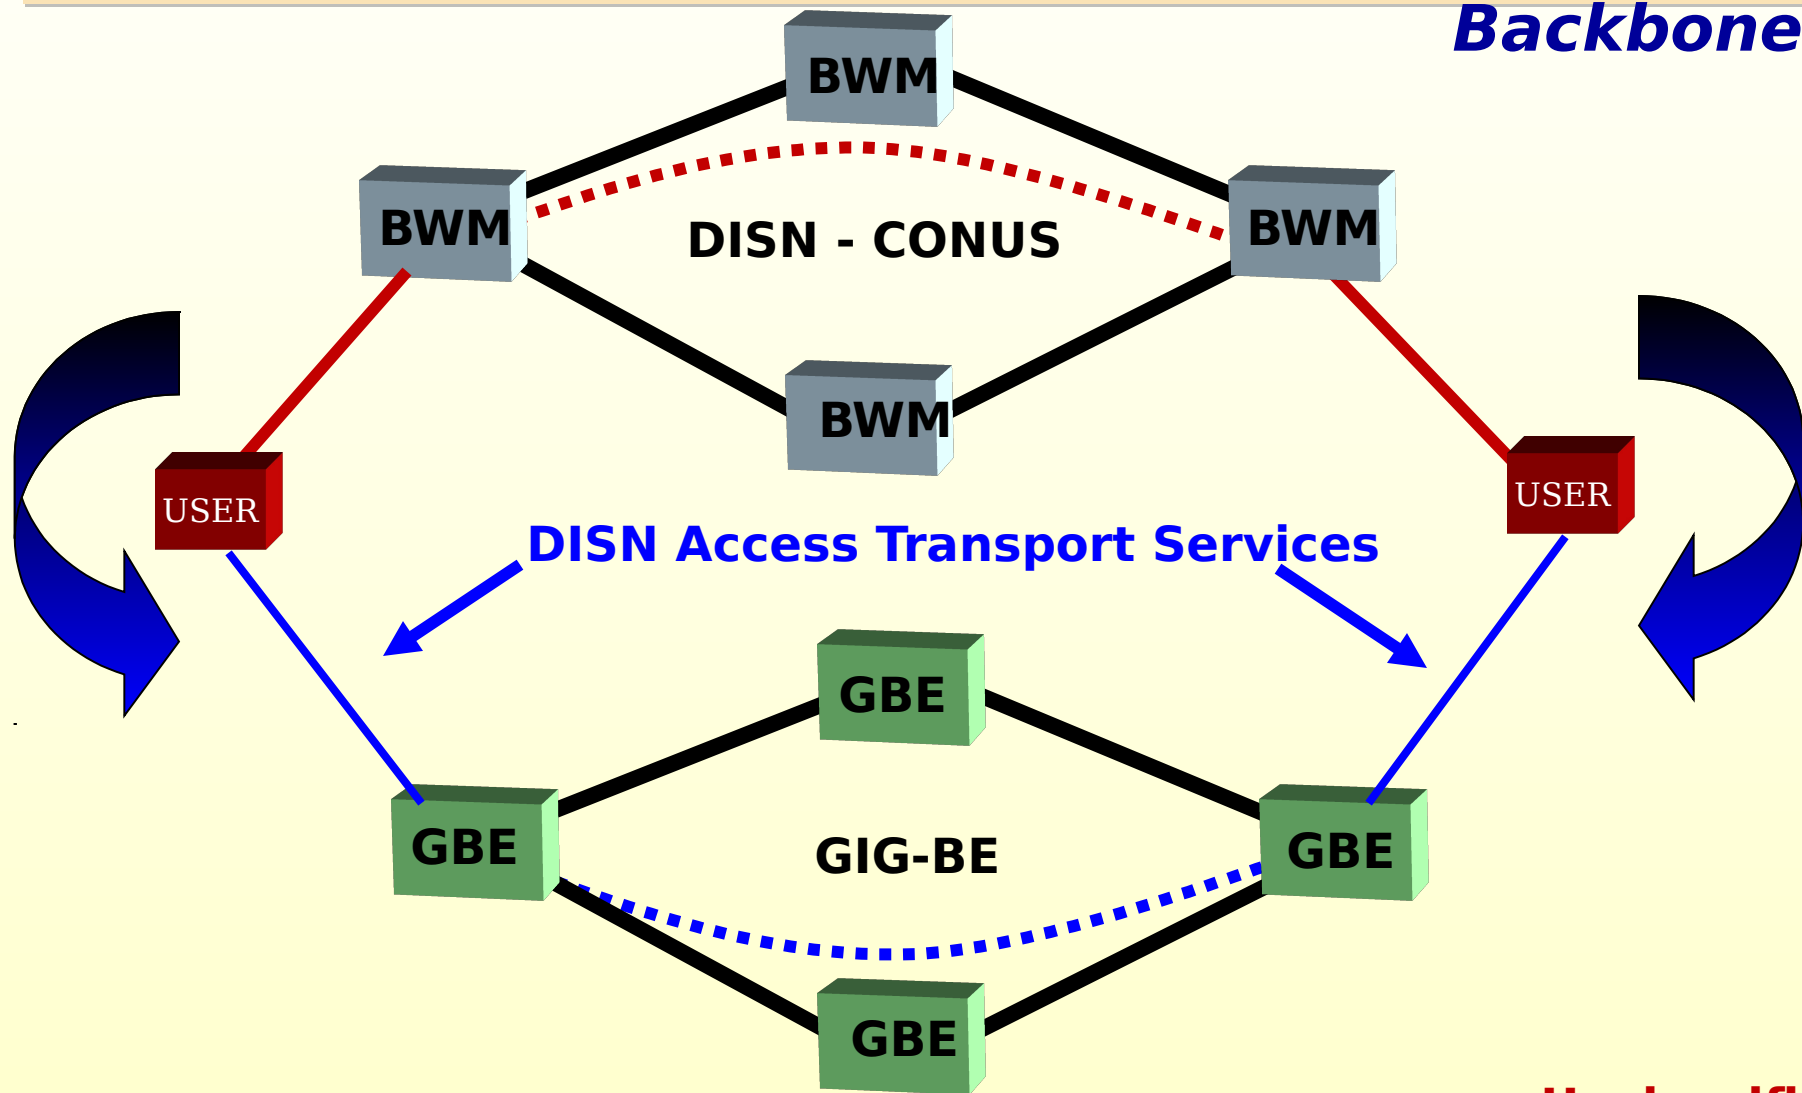 Backbone
BWM
BWM
BWM
DISN - CONUS
BWM
USER
USER
DISN Access Transport Services
GBE
GBE
GBE
GIG-BE
GBE